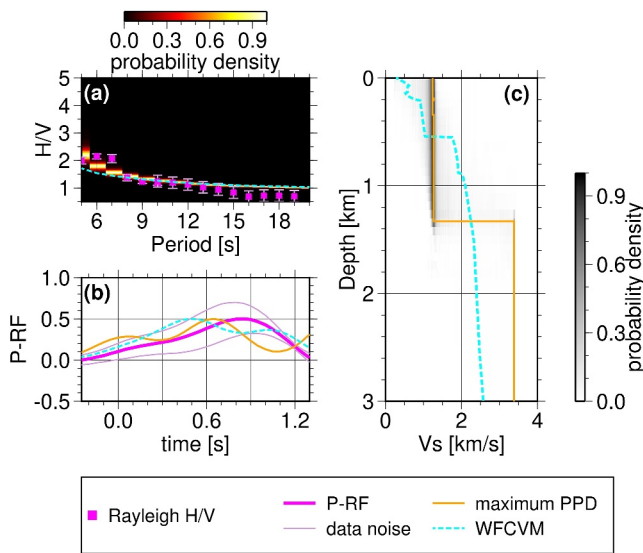 0.0 0.3 0.6 0.9
probability density
(a)
H/V
5
4
3
2
1
6 9 12 15 18
Period [s]
(b)
P-RF
1.0
0.5
0.0
-0.5
0.0 0.6 1.2
time [s]
(c)
Depth [km]
0
1
2
3
0 2 4
Vs [km/s]
0.9
0.6
0.3
0.0
probability density
Rayleigh H/V
P-RF
data noise
maximum PPD
WFCVM